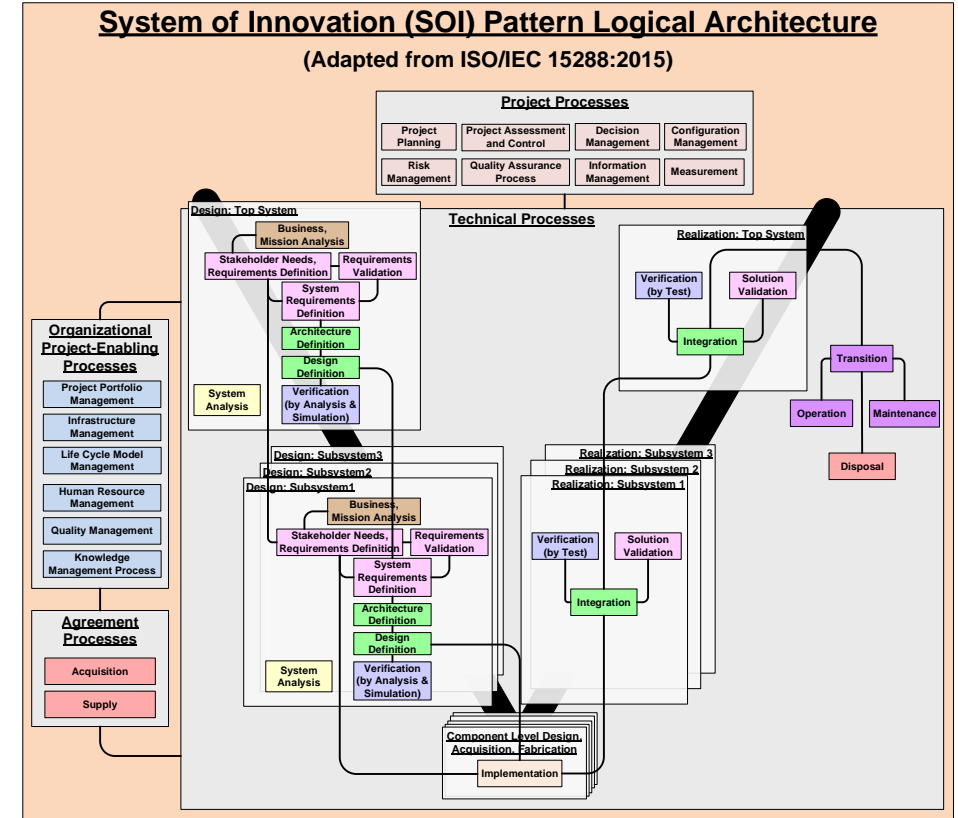 System of Innovation (SOI) Pattern Logical Architecture
(Adapted from ISO/IEC 15288:2015)
Project Processes
Project
Planning
Project Assessment
and Control
Decision
Management
Configuration
Management
Risk
Management
Quality Assurance
Process
Information
Management
Measurement
Technical Processes
Design: Top System
Business,
Mission Analysis
Stakeholder Needs,
Requirements Definition
Requirements
Validation
System
Requirements
Definition
Architecture
Definition
Design
Definition
System
Analysis
Verification
(by Analysis &
Simulation)
Realization: Top System
Verification
(by Test)
Solution
Validation
Integration
Transition
Operation
Maintenance
Disposal
Organizational
Project-Enabling
Processes
Project Portfolio
Management
Infrastructure
Management
Life Cycle Model
Management
Human Resource
Management
Quality Management
Knowledge
Management Process
Agreement
Processes
Acquisition
Supply
Design: Subsystem3
Design: Subsystem2
Design: Subsystem1
Business,
Mission Analysis
Stakeholder Needs,
Requirements Definition
Requirements
Validation
System
Requirements
Definition
Architecture
Definition
Design
Definition
System
Analysis
Verification
(by Analysis &
Simulation)
Realization: Subsystem 3
Realization: Subsystem 2
Realization: Subsystem 1
Verification
(by Test)
Solution
Validation
Integration
Component Level Design,
Acquisition, Fabrication
Implementation